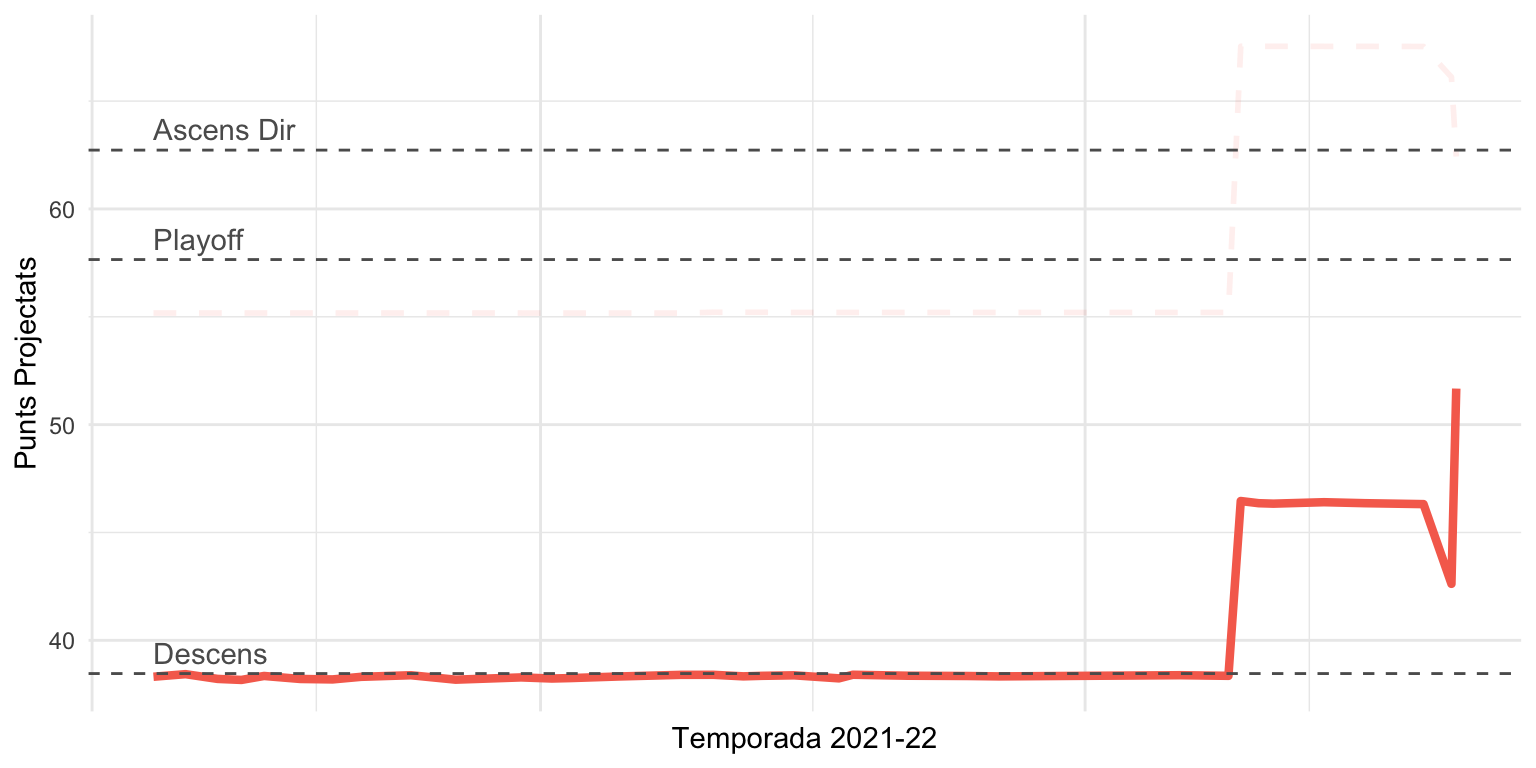 Ascens Dir
60
Playoff
Punts Projectats
50
40
Descens
Temporada 2021-22